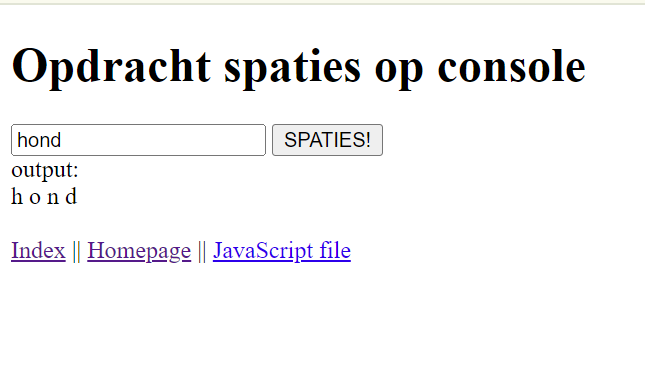 Opdracht spaties op console
hond SPATIES!
output:
h o n d
Index || Homepage || JavaScript file